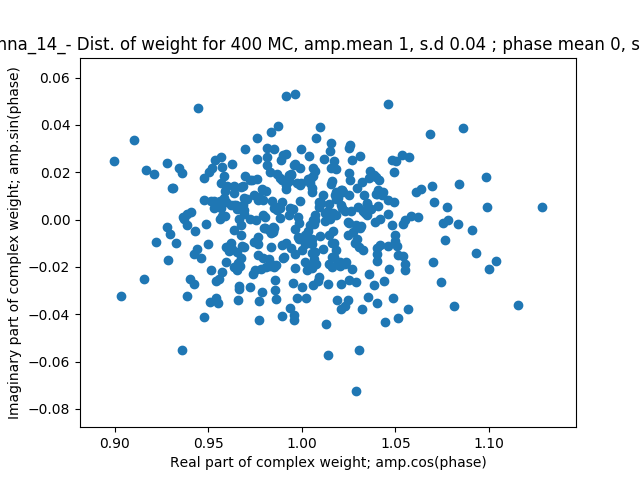 nna_14_- Dist. of weight for 400 MC, amp.mean 1, s.d 0.04 ; phase mean 0, s
Imaginary part of complex weight; amp.sin(phase)
0.06
0.04
0.02
0.00
−0.02
−0.04
−0.06
−0.08
0.90 0.95 1.00 1.05 1.10
Real part of complex weight; amp.cos(phase)